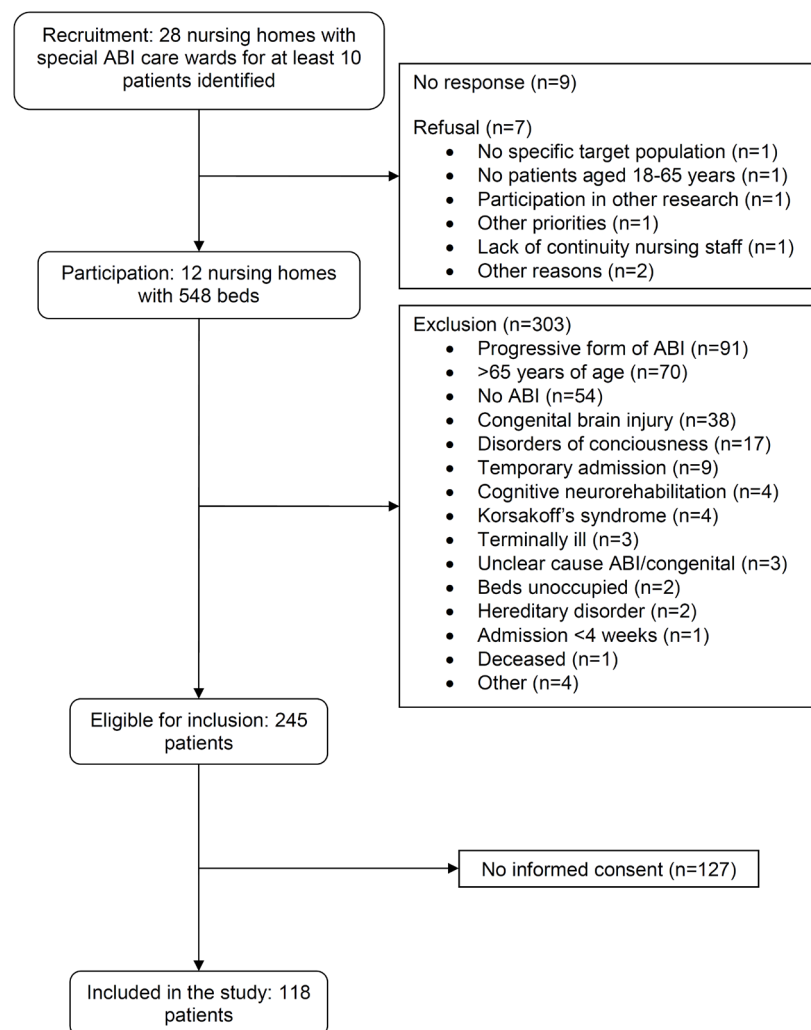 Recruitment: 28 nursing homes with
special ABI care wards for at least 10
patients identified
No response (n=9)
Refusal (n=7)
• No specific target population (n=1)
• No patients aged 18-65 years (n=1)
• Participation in other research (n=1)
• Other priorities (n=1)
• Lack of continuity nursing staff (n=1)
• Other reasons (n=2)
Participation: 12 nursing homes
with 548 beds
Exclusion (n=303)
• Progressive form of ABI (n=91)
• >65 years of age (n=70)
• No ABI (n=54)
• Congenital brain injury (n=38)
• Disorders of conciousness (n=17)
• Temporary admission (n=9)
• Cognitive neurorehabilitation (n=4)
• Korsakoff’s syndrome (n=4)
• Terminally ill (n=3)
• Unclear cause ABI/congenital (n=3)
• Beds unoccupied (n=2)
• Hereditary disorder (n=2)
• Admission <4 weeks (n=1)
• Deceased (n=1)
• Other (n=4)
Eligible for inclusion: 245
patients
No informed consent (n=127)
Included in the study: 118
patients